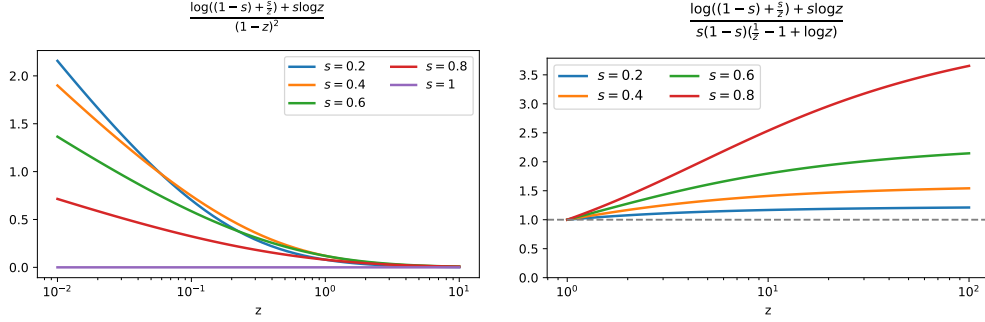 log((1 − s) + s/z) + slogz
(1 − z)²
2.0
1.5
1.0
0.5
0.0
s = 0.2
s = 0.4
s = 0.6
s = 0.8
s = 1
10⁻² 10⁻¹ 10⁰ 10¹
z
log((1 − s) + s/z) + slogz
s(1 − s)(1/z − 1 + logz)
3.5
3.0
2.5
2.0
1.5
1.0
0.5
0.0
s = 0.2
s = 0.4
s = 0.6
s = 0.8
10⁰ 10¹ 10²
z